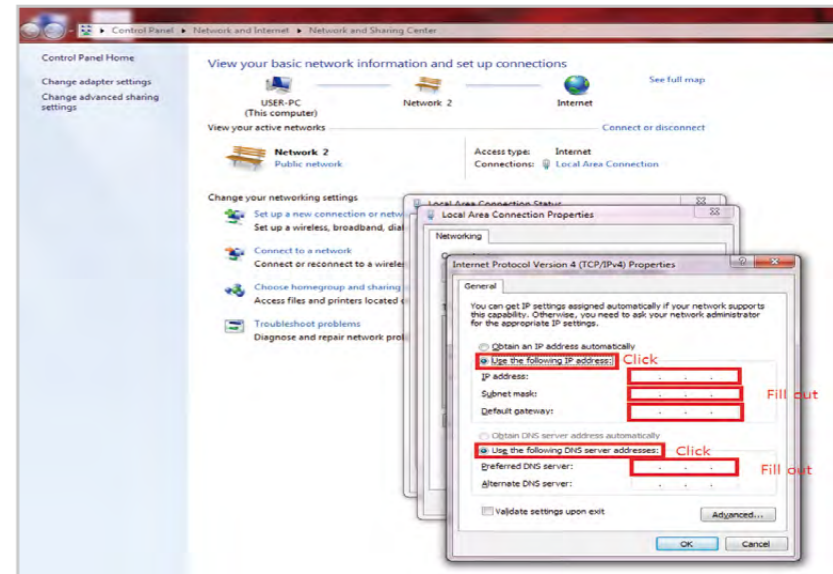 Control Panel ▸ Network and Internet ▸ Network and Sharing Center
Control Panel Home
Change adapter settings
Change advanced sharing
settings
View your basic network information and set up connections
See full map
USER-PC
(This computer)
Network 2
Internet
View your active networks
Connect or disconnect
Network 2
Public network
Access type: Internet
Connections: Local Area Connection
Change your networking settings
Set up a new connection or netw
Set up a wireless, broadband, dial
Connect to a network
Connect or reconnect to a wireles
Choose homegroup and sharing
Access files and printers located
Troubleshoot problems
Diagnose and repair network prob
Local Area Connection Status
Local Area Connection Properties
Networking
Internet Protocol Version 4 (TCP/IPv4) Properties
General
You can get IP settings assigned automatically if your network supports
this capability. Otherwise, you need to ask your network administrator
for the appropriate IP settings.
Obtain an IP address automatically
Use the following IP address: Click
IP address:
Subnet mask: Fill out
Default gateway:
Obtain DNS server address automatically
Use the following DNS server addresses: Click
Preferred DNS server: Fill out
Alternate DNS server:
Validate settings upon exit
Advanced...
OK Cancel